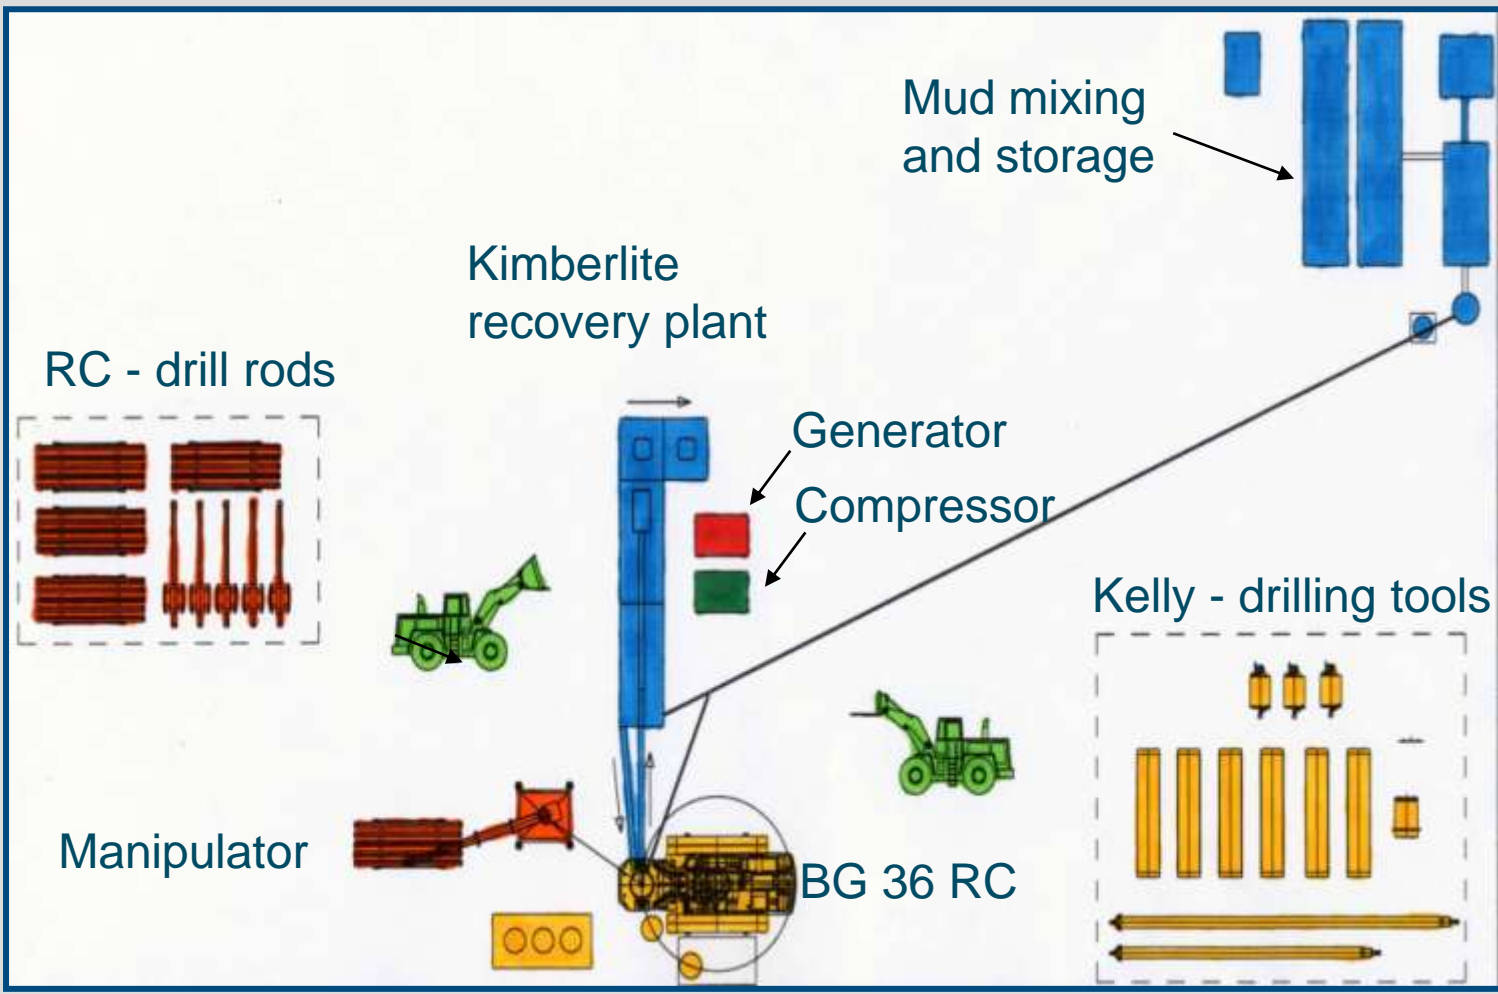 Mud mixing
and storage
Kimberlite
recovery plant
RC - drill rods
Generator
Compressor
Kelly - drilling tools
Manipulator
BG 36 RC